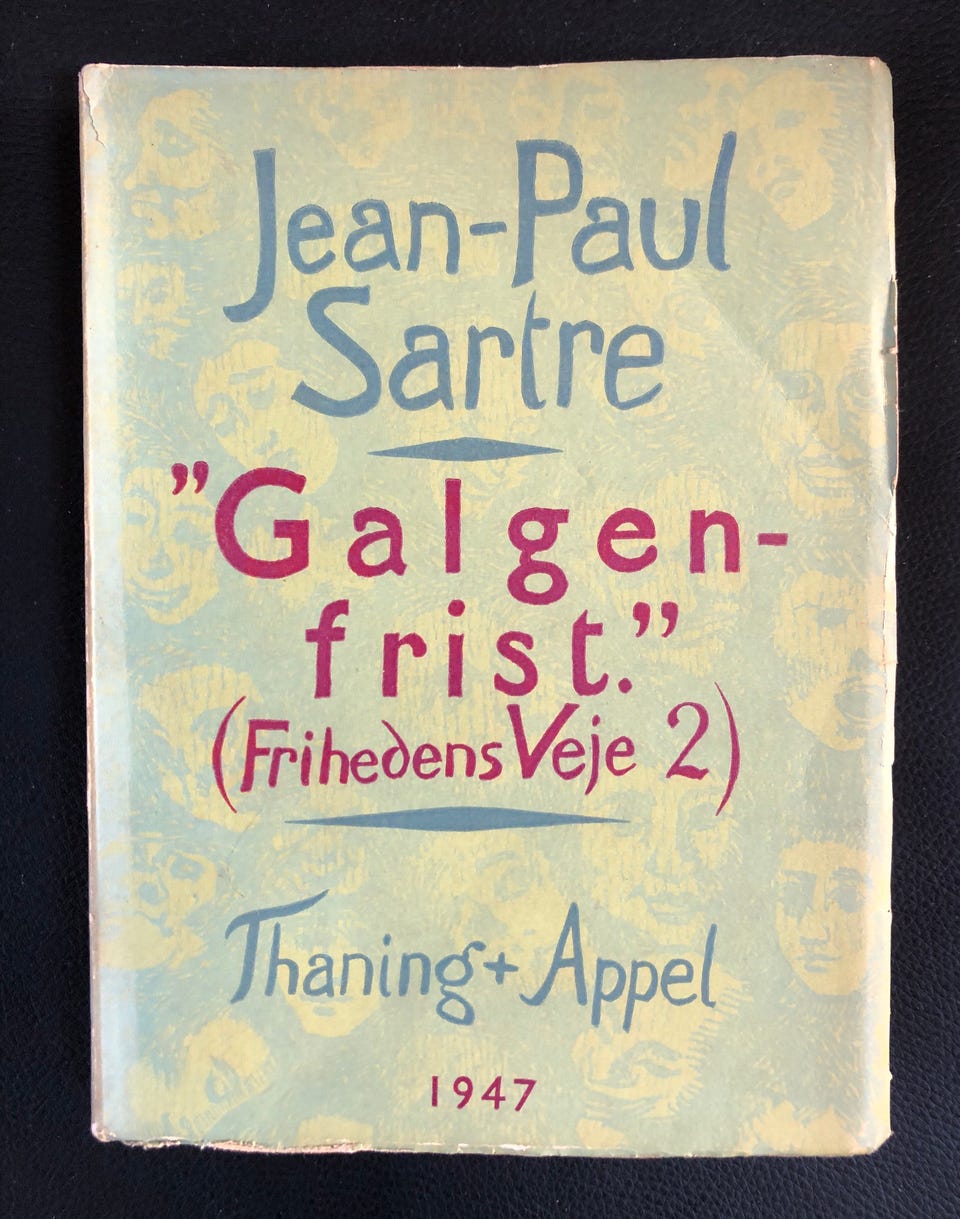 Jean-Paul
Sartre
"Galgen-
frist."
(Frihedens Veje 2)
Thaning + Appel
1947